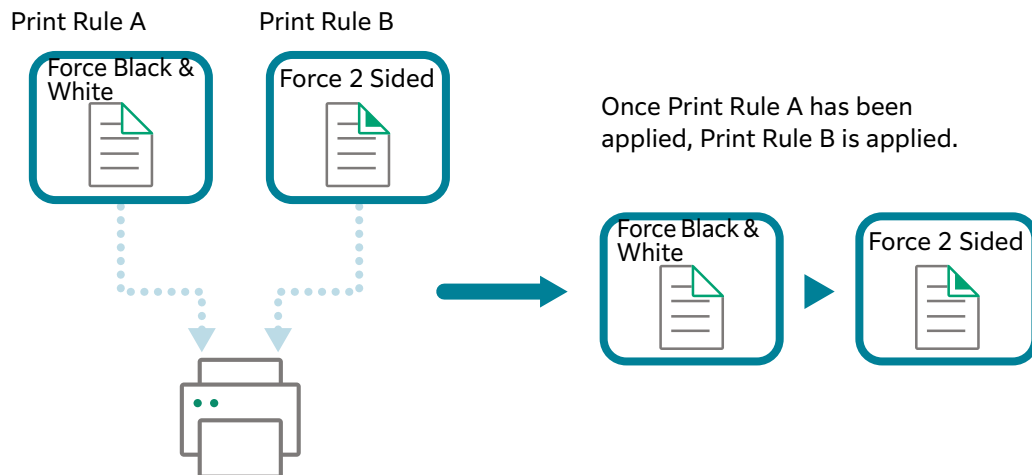 Print Rule A
Print Rule B
Force Black &
White
Force 2 Sided
Once Print Rule A has been
applied, Print Rule B is applied.
Force Black &
White
Force 2 Sided